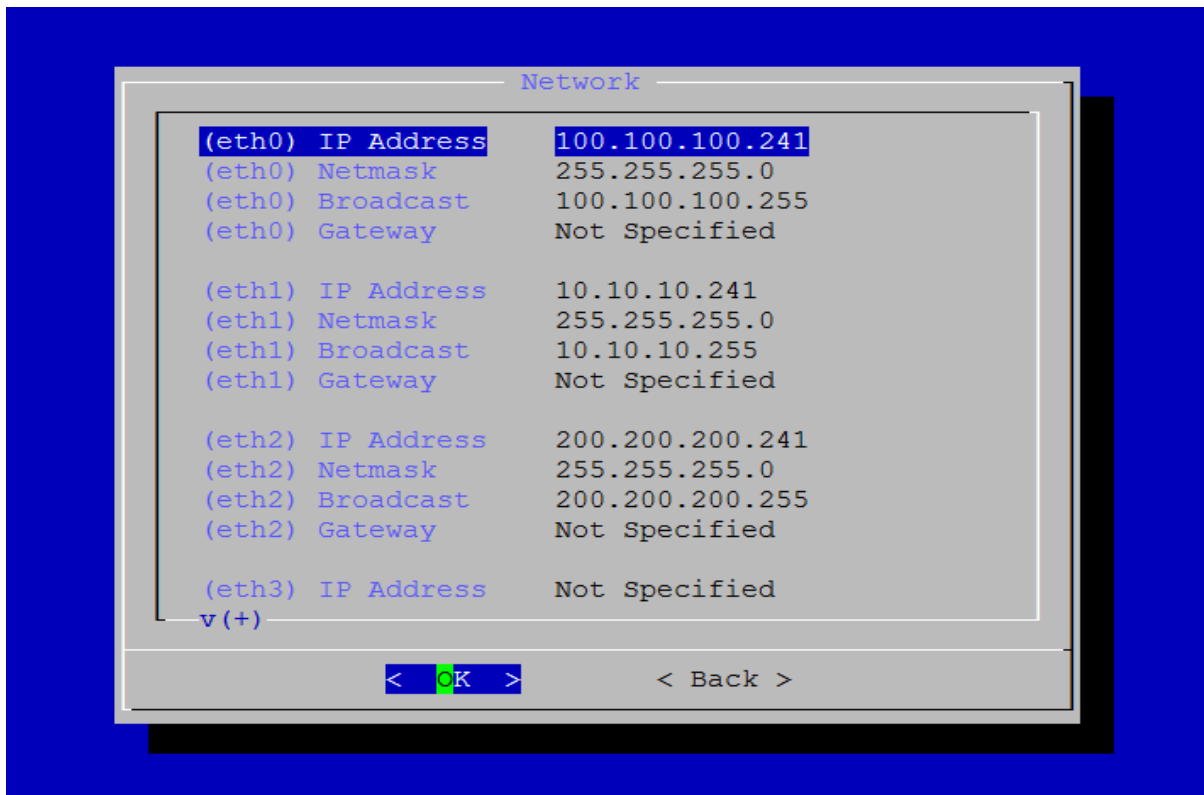 Network
(eth0) IP Address 100.100.100.241
(eth0) Netmask 255.255.255.0
(eth0) Broadcast 100.100.100.255
(eth0) Gateway Not Specified
(eth1) IP Address 10.10.10.241
(eth1) Netmask 255.255.255.0
(eth1) Broadcast 10.10.10.255
(eth1) Gateway Not Specified
(eth2) IP Address 200.200.200.241
(eth2) Netmask 255.255.255.0
(eth2) Broadcast 200.200.200.255
(eth2) Gateway Not Specified
(eth3) IP Address Not Specified
v(+)
< OK > < Back >